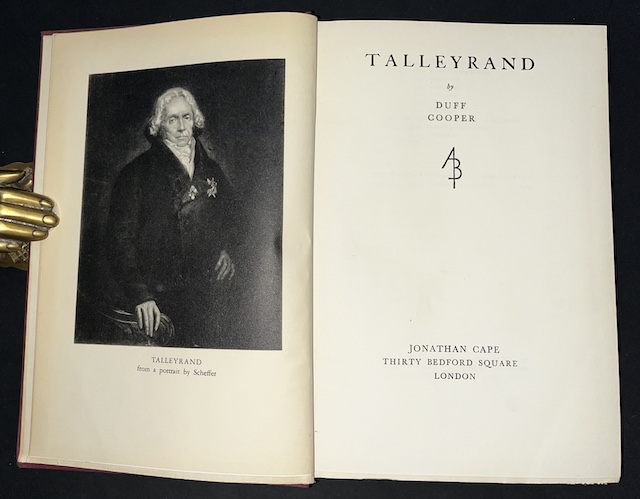 TALLEYRAND
from a portrait by Scheffer
TALLEYRAND
by
DUFF
COOPER
JONATHAN CAPE
THIRTY BEDFORD SQUARE
LONDON